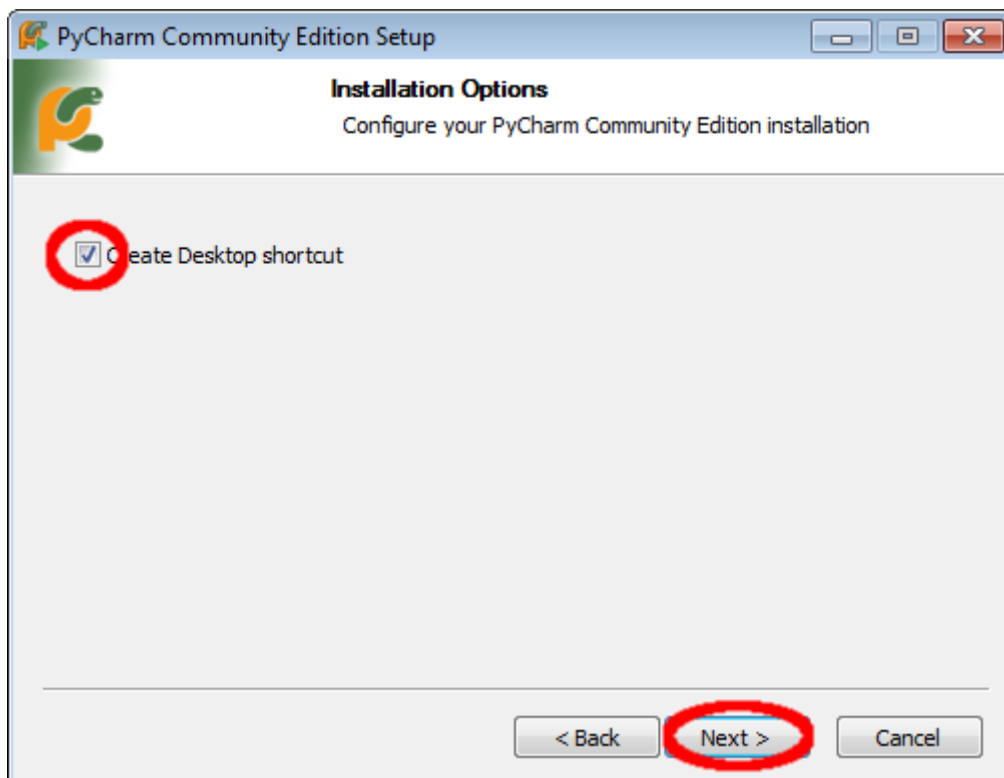 PyCharm Community Edition Setup
Installation Options
Configure your PyCharm Community Edition installation
Create Desktop shortcut
< Back
Next >
Cancel